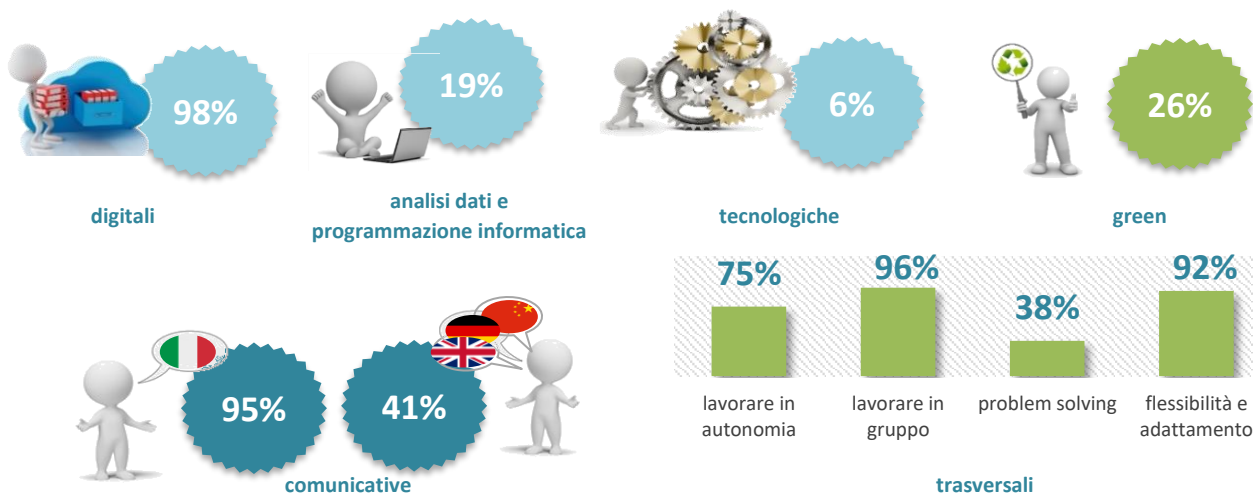 98%
19%
6%
26%
digitali
analisi dati e
programmazione informatica
tecnologiche
green
95%
41%
comunicative
75%
96%
38%
92%
lavorare in
autonomia
lavorare in
gruppo
problem solving
flessibilità e
adattamento
trasversali